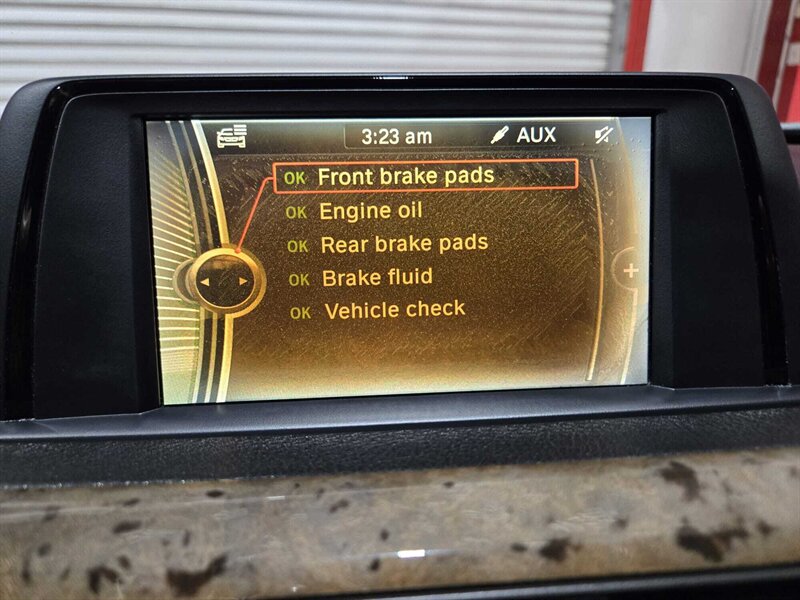 3:23 am AUX
OK Front brake pads
OK Engine oil
OK Rear brake pads
OK Brake fluid
OK Vehicle check